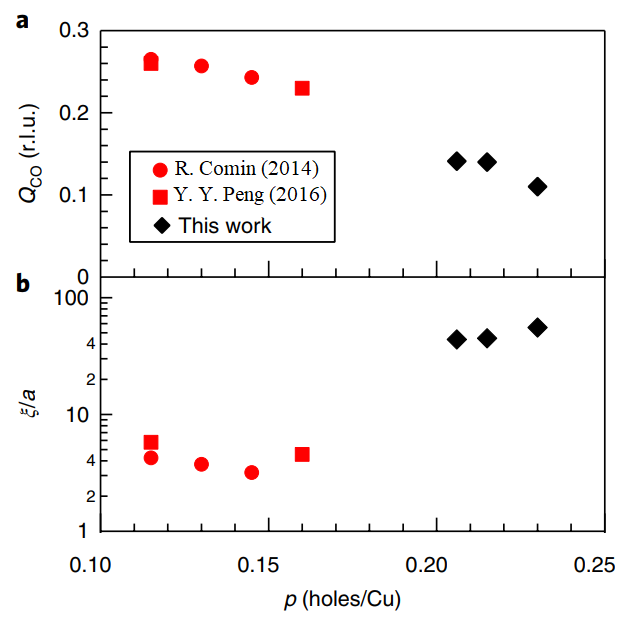 a
0.3
0.2
0.1
0
Q_CO (r.l.u.)
R. Comin (2014)
Y. Y. Peng (2016)
This work
b
100
4
2
10
4
2
1
ξ/a
0.10
0.15
0.20
0.25
p (holes/Cu)